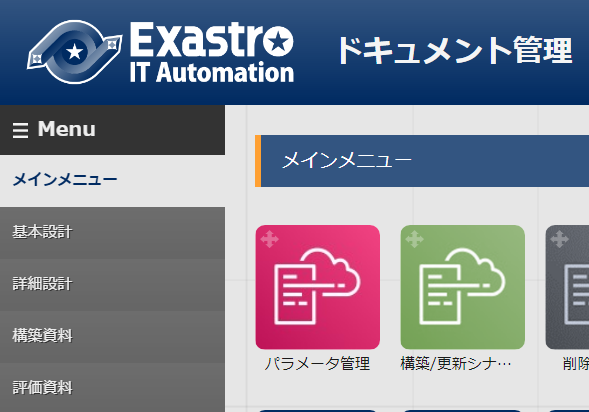 Exastro
IT Automation
ドキュメント管理
Menu
メインメニュー
メインメニュー
基本設計
詳細設計
構築資料
評価資料
パラメータ管理
構築/更新シナ…
削除